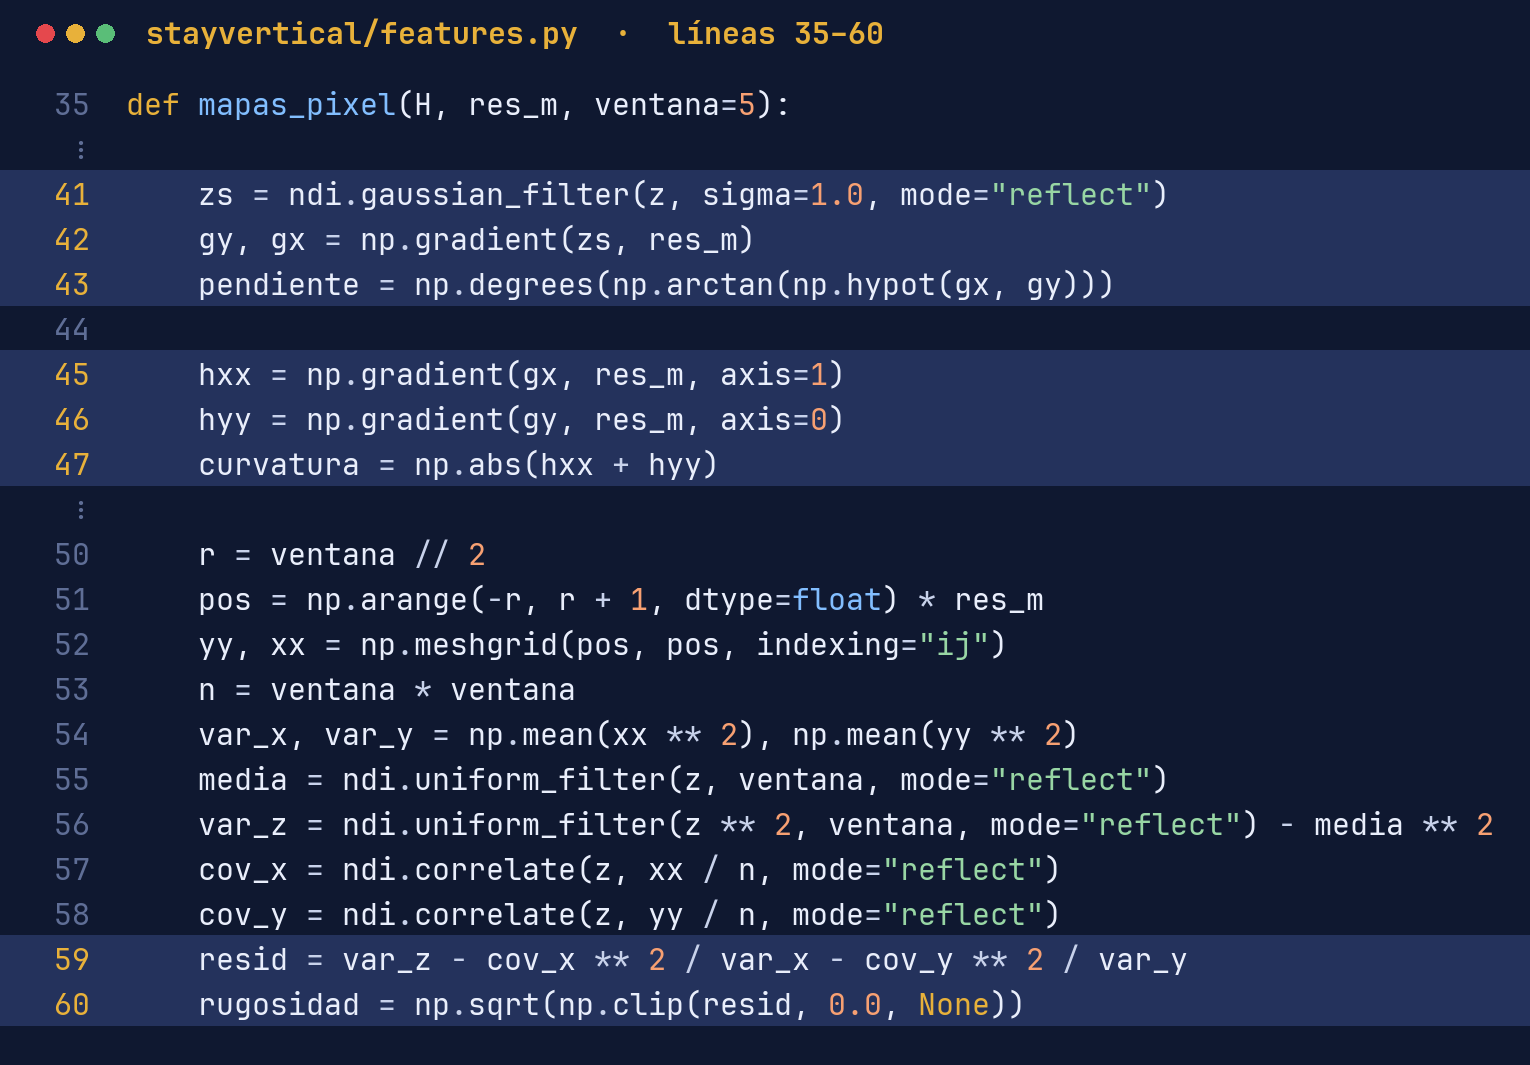 stayvertical/features.py · líneas 35-60
35 def mapas_pixel(H, res_m, ventana=5):
⋮
41 zs = ndi.gaussian_filter(z, sigma=1.0, mode="reflect")
42 gy, gx = np.gradient(zs, res_m)
43 pendiente = np.degrees(np.arctan(np.hypot(gx, gy)))
44
45 hxx = np.gradient(gx, res_m, axis=1)
46 hyy = np.gradient(gy, res_m, axis=0)
47 curvatura = np.abs(hxx + hyy)
⋮
50 r = ventana // 2
51 pos = np.arange(-r, r + 1, dtype=float) * res_m
52 yy, xx = np.meshgrid(pos, pos, indexing="ij")
53 n = ventana * ventana
54 var_x, var_y = np.mean(xx ** 2), np.mean(yy ** 2)
55 media = ndi.uniform_filter(z, ventana, mode="reflect")
56 var_z = ndi.uniform_filter(z ** 2, ventana, mode="reflect") - media ** 2
57 cov_x = ndi.correlate(z, xx / n, mode="reflect")
58 cov_y = ndi.correlate(z, yy / n, mode="reflect")
59 resid = var_z - cov_x ** 2 / var_x - cov_y ** 2 / var_y
60 rugosidad = np.sqrt(np.clip(resid, 0.0, None))